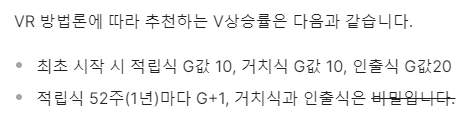 VR 방법론에 따라 추천하는 V상승률은 다음과 같습니다.
• 최초 시작 시 적립식 G값 10, 거치식 G값 10, 인출식 G값20
• 적립식 52주(1년)마다 G+1, 거치식과 인출식은 비밀입니다.